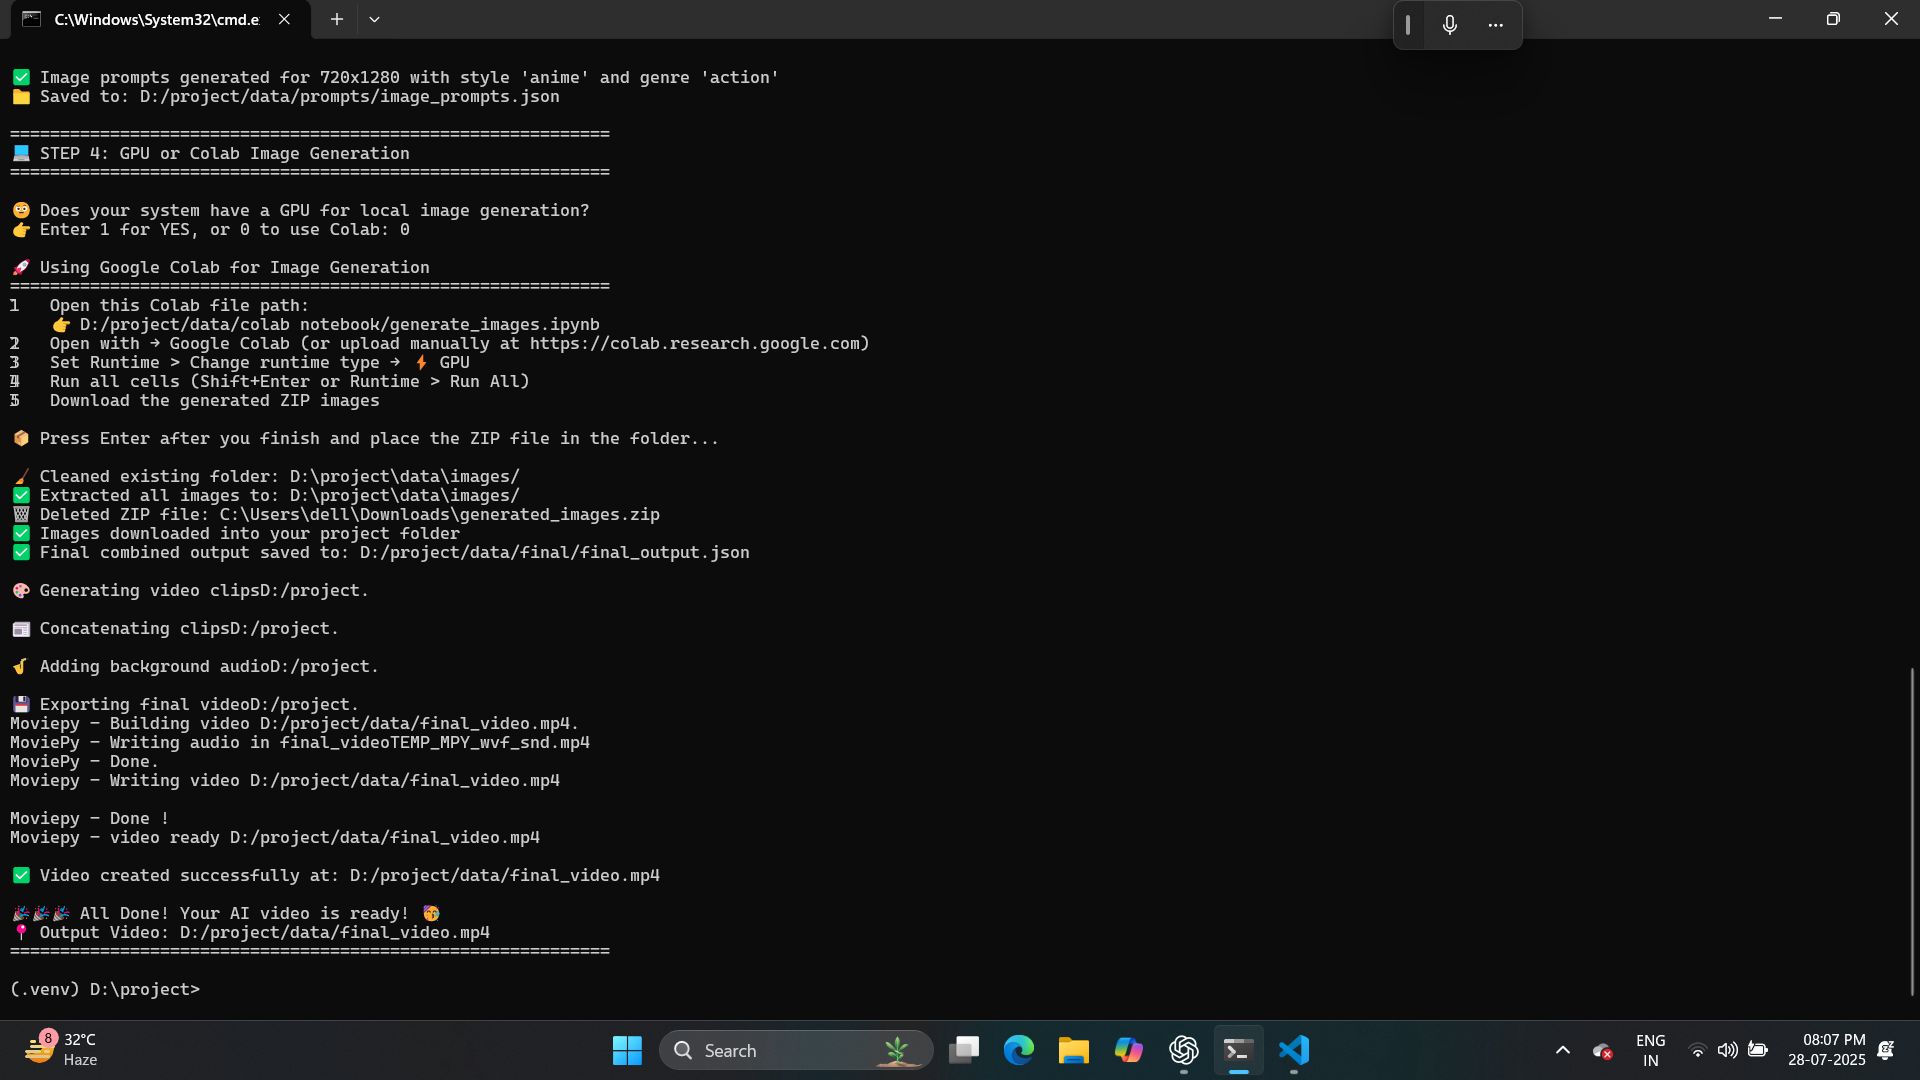 C:\Windows\System32\cmd.e
✅ Image prompts generated for 720x1280 with style 'anime' and genre 'action'
📁 Saved to: D:/project/data/prompts/image_prompts.json
============================================================
💻 STEP 4: GPU or Colab Image Generation
============================================================
😳 Does your system have a GPU for local image generation?
👉 Enter 1 for YES, or 0 to use Colab: 0
🚀 Using Google Colab for Image Generation
============================================================
1 Open this Colab file path:
👉 D:/project/data/colab notebook/generate_images.ipynb
2 Open with → Google Colab (or upload manually at https://colab.research.google.com)
3 Set Runtime > Change runtime type → ⚡ GPU
4 Run all cells (Shift+Enter or Runtime > Run All)
5 Download the generated ZIP images
📦 Press Enter after you finish and place the ZIP file in the folder...
🧹 Cleaned existing folder: D:\project\data\images/
✅ Extracted all images to: D:\project\data\images/
🗑 Deleted ZIP file: C:\Users\dell\Downloads\generated_images.zip
✅ Images downloaded into your project folder
✅ Final combined output saved to: D:/project/data/final/final_output.json
🎨 Generating video clipsD:/project.
📰 Concatenating clipsD:/project.
🎷 Adding background audioD:/project.
💾 Exporting final videoD:/project.
Moviepy - Building video D:/project/data/final_video.mp4.
MoviePy - Writing audio in final_videoTEMP_MPY_wvf_snd.mp4
MoviePy - Done.
Moviepy - Writing video D:/project/data/final_video.mp4
Moviepy - Done !
Moviepy - video ready D:/project/data/final_video.mp4
✅ Video created successfully at: D:/project/data/final_video.mp4
🎉🎉🎉 All Done! Your AI video is ready! 🥳
📍 Output Video: D:/project/data/final_video.mp4
============================================================
(.venv) D:\project>
8
32°C
Haze
Search
ENG
IN
08:07 PM
28-07-2025